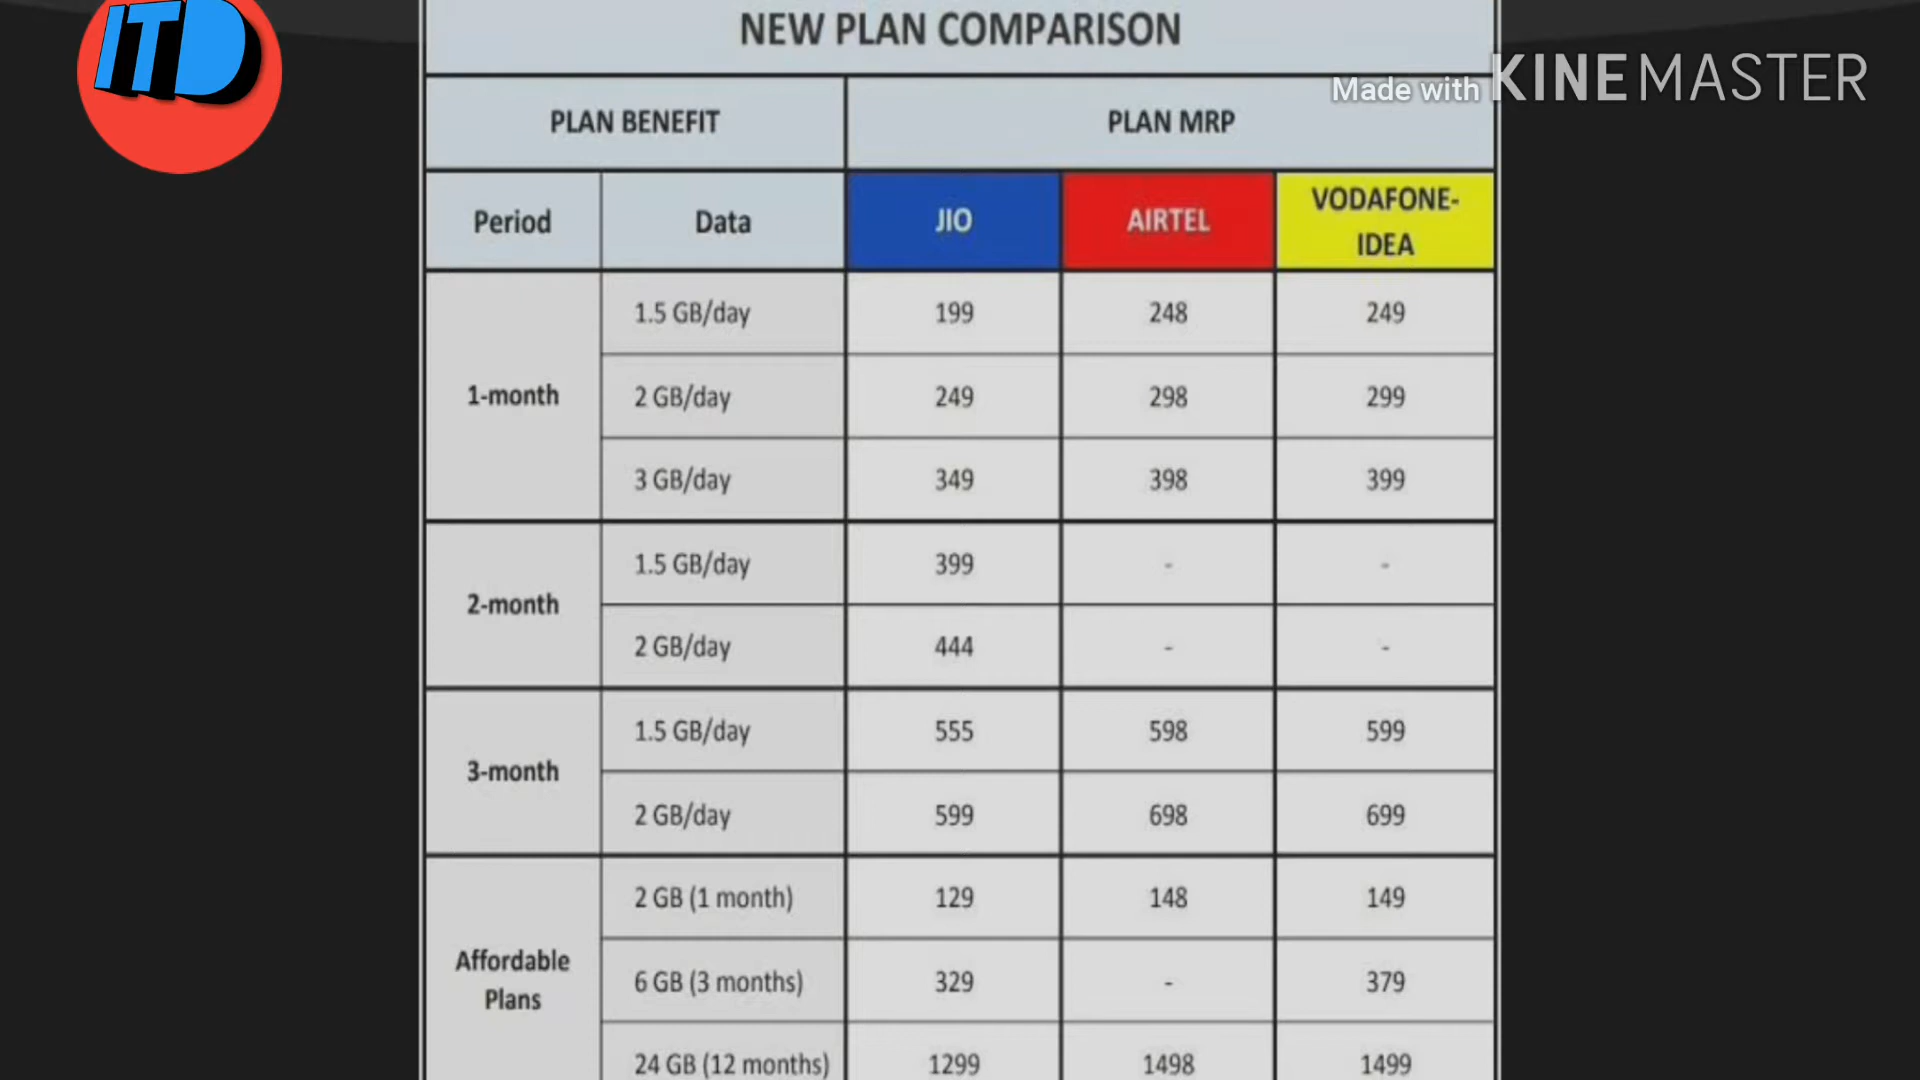 ITD
NEW PLAN COMPARISON
Made with KINEMASTER
PLAN BENEFIT PLAN MRP
Period Data JIO AIRTEL VODAFONE-
IDEA
1.5 GB/day 199 248 249
1-month 2 GB/day 249 298 299
3 GB/day 349 398 399
1.5 GB/day 399 - -
2-month
2 GB/day 444 - -
1.5 GB/day 555 598 599
3-month
2 GB/day 599 698 699
2 GB (1 month) 129 148 149
Affordable
Plans
6 GB (3 months) 329 - 379
24 GB (12 months) 1299 1498 1499